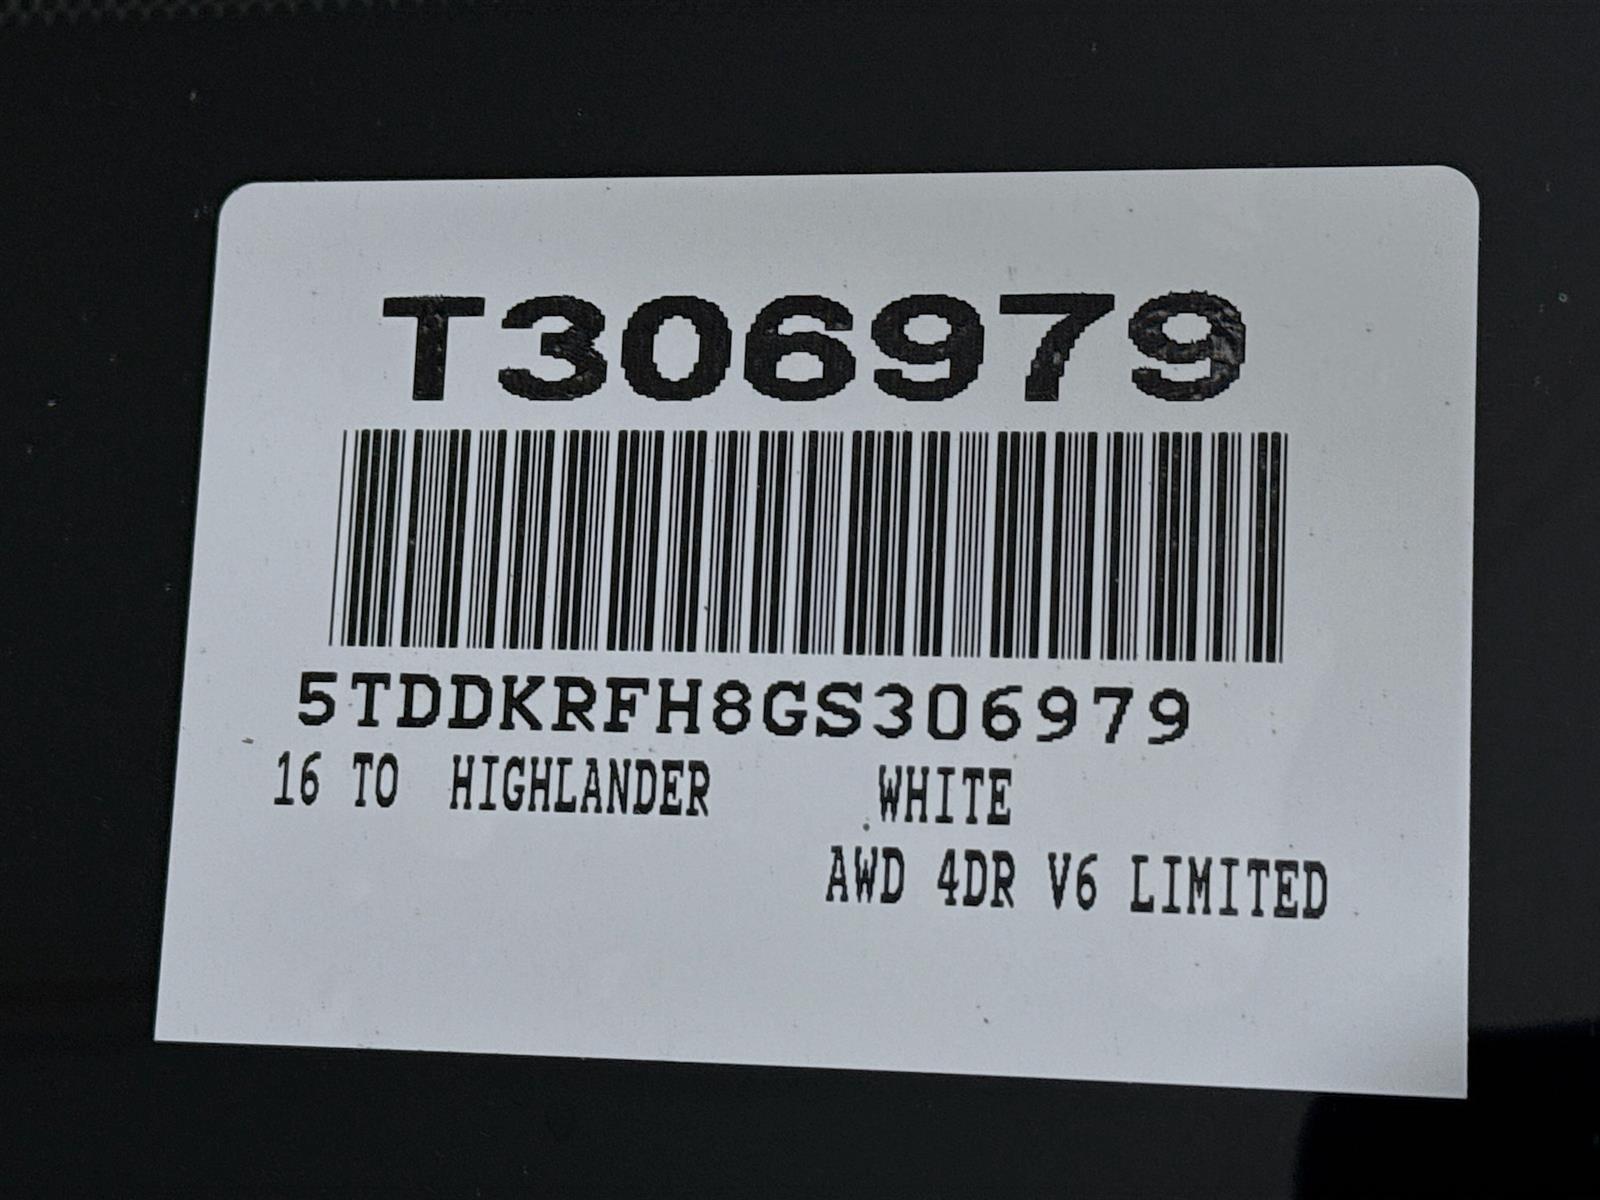 T306979
5TDDKRFH8GS306979
16 TO HIGHLANDER WHITE
AWD 4DR V6 LIMITED